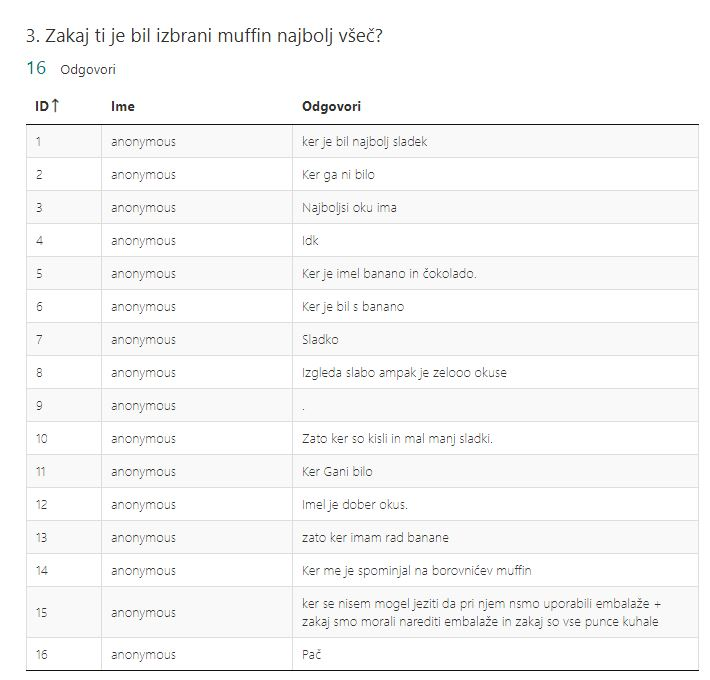 3. Zakaj ti je bil izbrani muffin najbolj všeč?
16 Odgovori
ID↑ Ime Odgovori
1 anonymous ker je bil najbolj sladek
2 anonymous Ker ga ni bilo
3 anonymous Najboljsi oku ima
4 anonymous Idk
5 anonymous Ker je imel banano in čokolado.
6 anonymous Ker je bil s banano
7 anonymous Sladko
8 anonymous Izgleda slabo ampak je zelooo okuse
9 anonymous .
10 anonymous Zato ker so kisli in mal manj sladki.
11 anonymous Ker Gani bilo
12 anonymous Imel je dober okus.
13 anonymous zato ker imam rad banane
14 anonymous Ker me je spominjal na borovnićev muffin
15 anonymous ker se nisem mogel jeziti da pri njem nsmo uporabili embalaže +
zakaj smo morali narediti embalaže in zakaj so vse punce kuhale
16 anonymous Pač